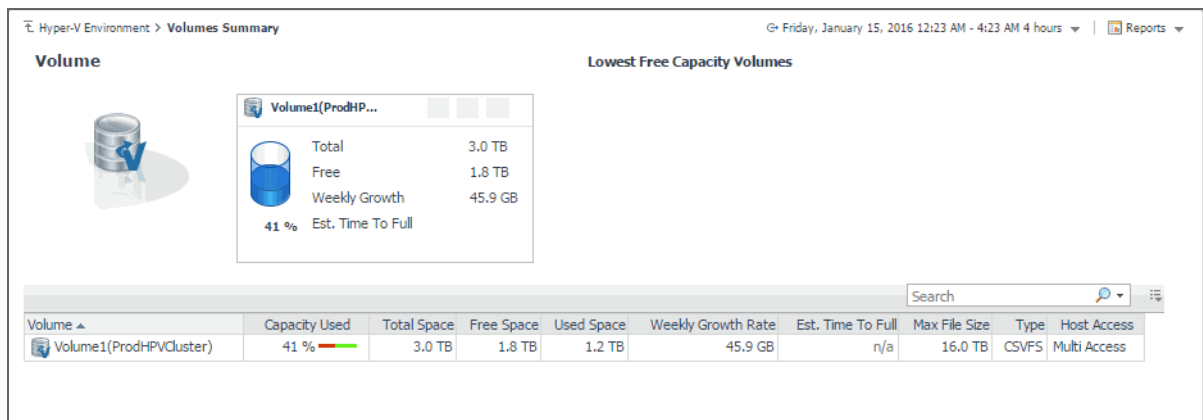 Hyper-V Environment > Volumes Summary
Friday, January 15, 2016 12:23 AM - 4:23 AM 4 hours
Reports
Volume
Lowest Free Capacity Volumes
Volume1(ProdHP...
Total 3.0 TB
Free 1.8 TB
Weekly Growth 45.9 GB
41 % Est. Time To Full
Search
Volume Capacity Used Total Space Free Space Used Space Weekly Growth Rate Est. Time To Full Max File Size Type Host Access
Volume1(ProdHPVCluster) 41 % 3.0 TB 1.8 TB 1.2 TB 45.9 GB n/a 16.0 TB CSVFS Multi Access